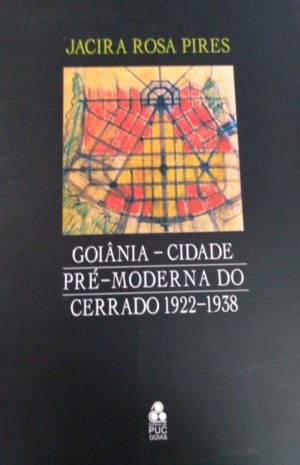 JACIRA ROSA PIRES
GOIÂNIA – CIDADE
PRÉ–MODERNA DO
CERRADO 1922–1938
PUC
GOIÁS